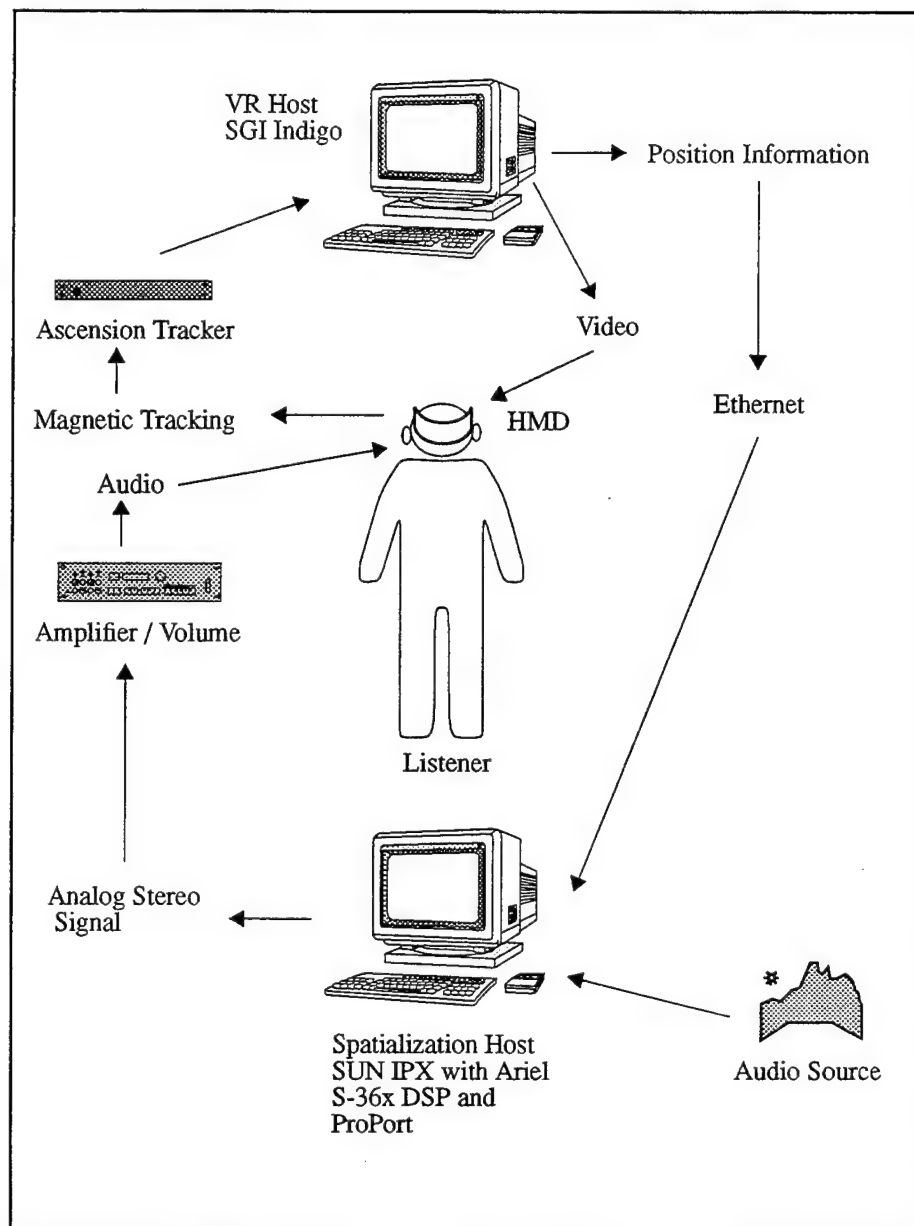 VR Host
SGI Indigo
Position Information
Ascension Tracker
Video
Magnetic Tracking
HMD
Ethernet
Audio
Amplifier / Volume
Listener
Analog Stereo
Signal
Spatialization Host
SUN IPX with Ariel
S-36x DSP and
ProPort
Audio Source